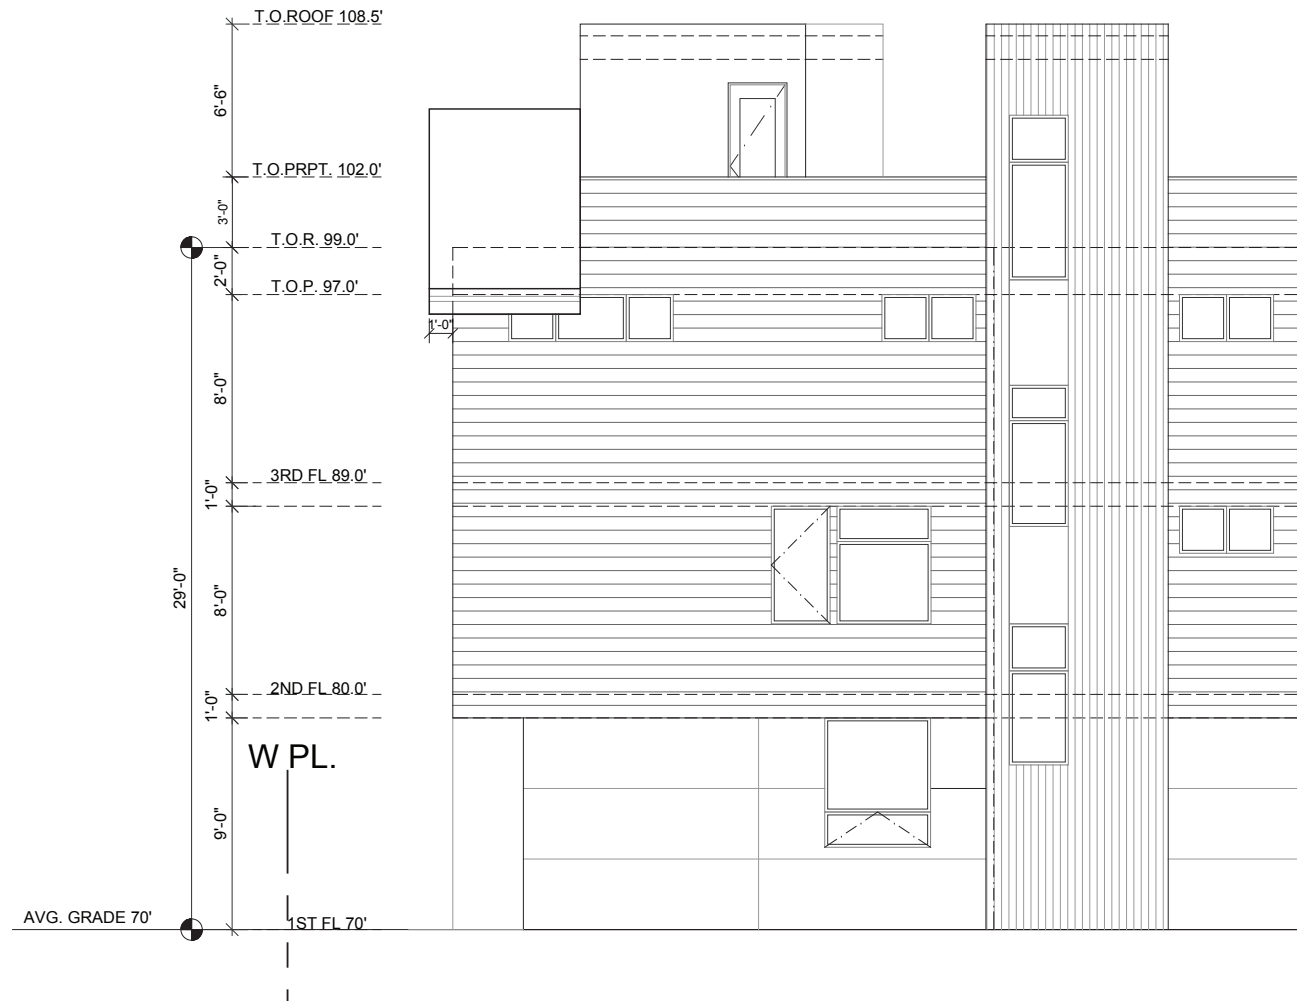 T.O.ROOF 108.5'
6'-6"
T.O.PRPT. 102.0'
3'-0"
T.O.R. 99.0'
2'-0"
T.O.P. 97.0'
1'-0"
8'-0"
3RD FL 89.0'
1'-0"
29'-0"
8'-0"
2ND FL 80.0'
1'-0"
W PL.
9'-0"
AVG. GRADE 70'
1ST FL 70'